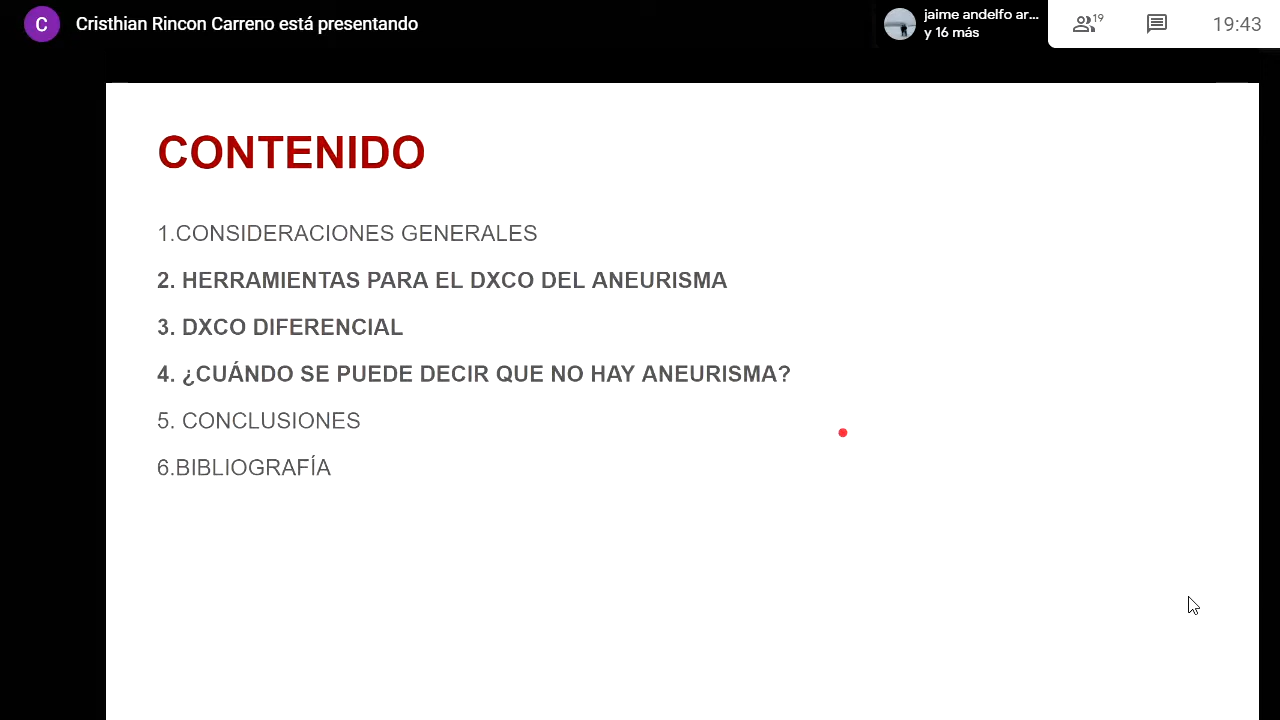 C
Cristhian Rincon Carreno está presentando
jaime andelfo ar...
y 16 más
19
19:43
CONTENIDO
1.CONSIDERACIONES GENERALES
2. HERRAMIENTAS PARA EL DXCO DEL ANEURISMA
3. DXCO DIFERENCIAL
4. ¿CUÁNDO SE PUEDE DECIR QUE NO HAY ANEURISMA?
5. CONCLUSIONES
6.BIBLIOGRAFÍA